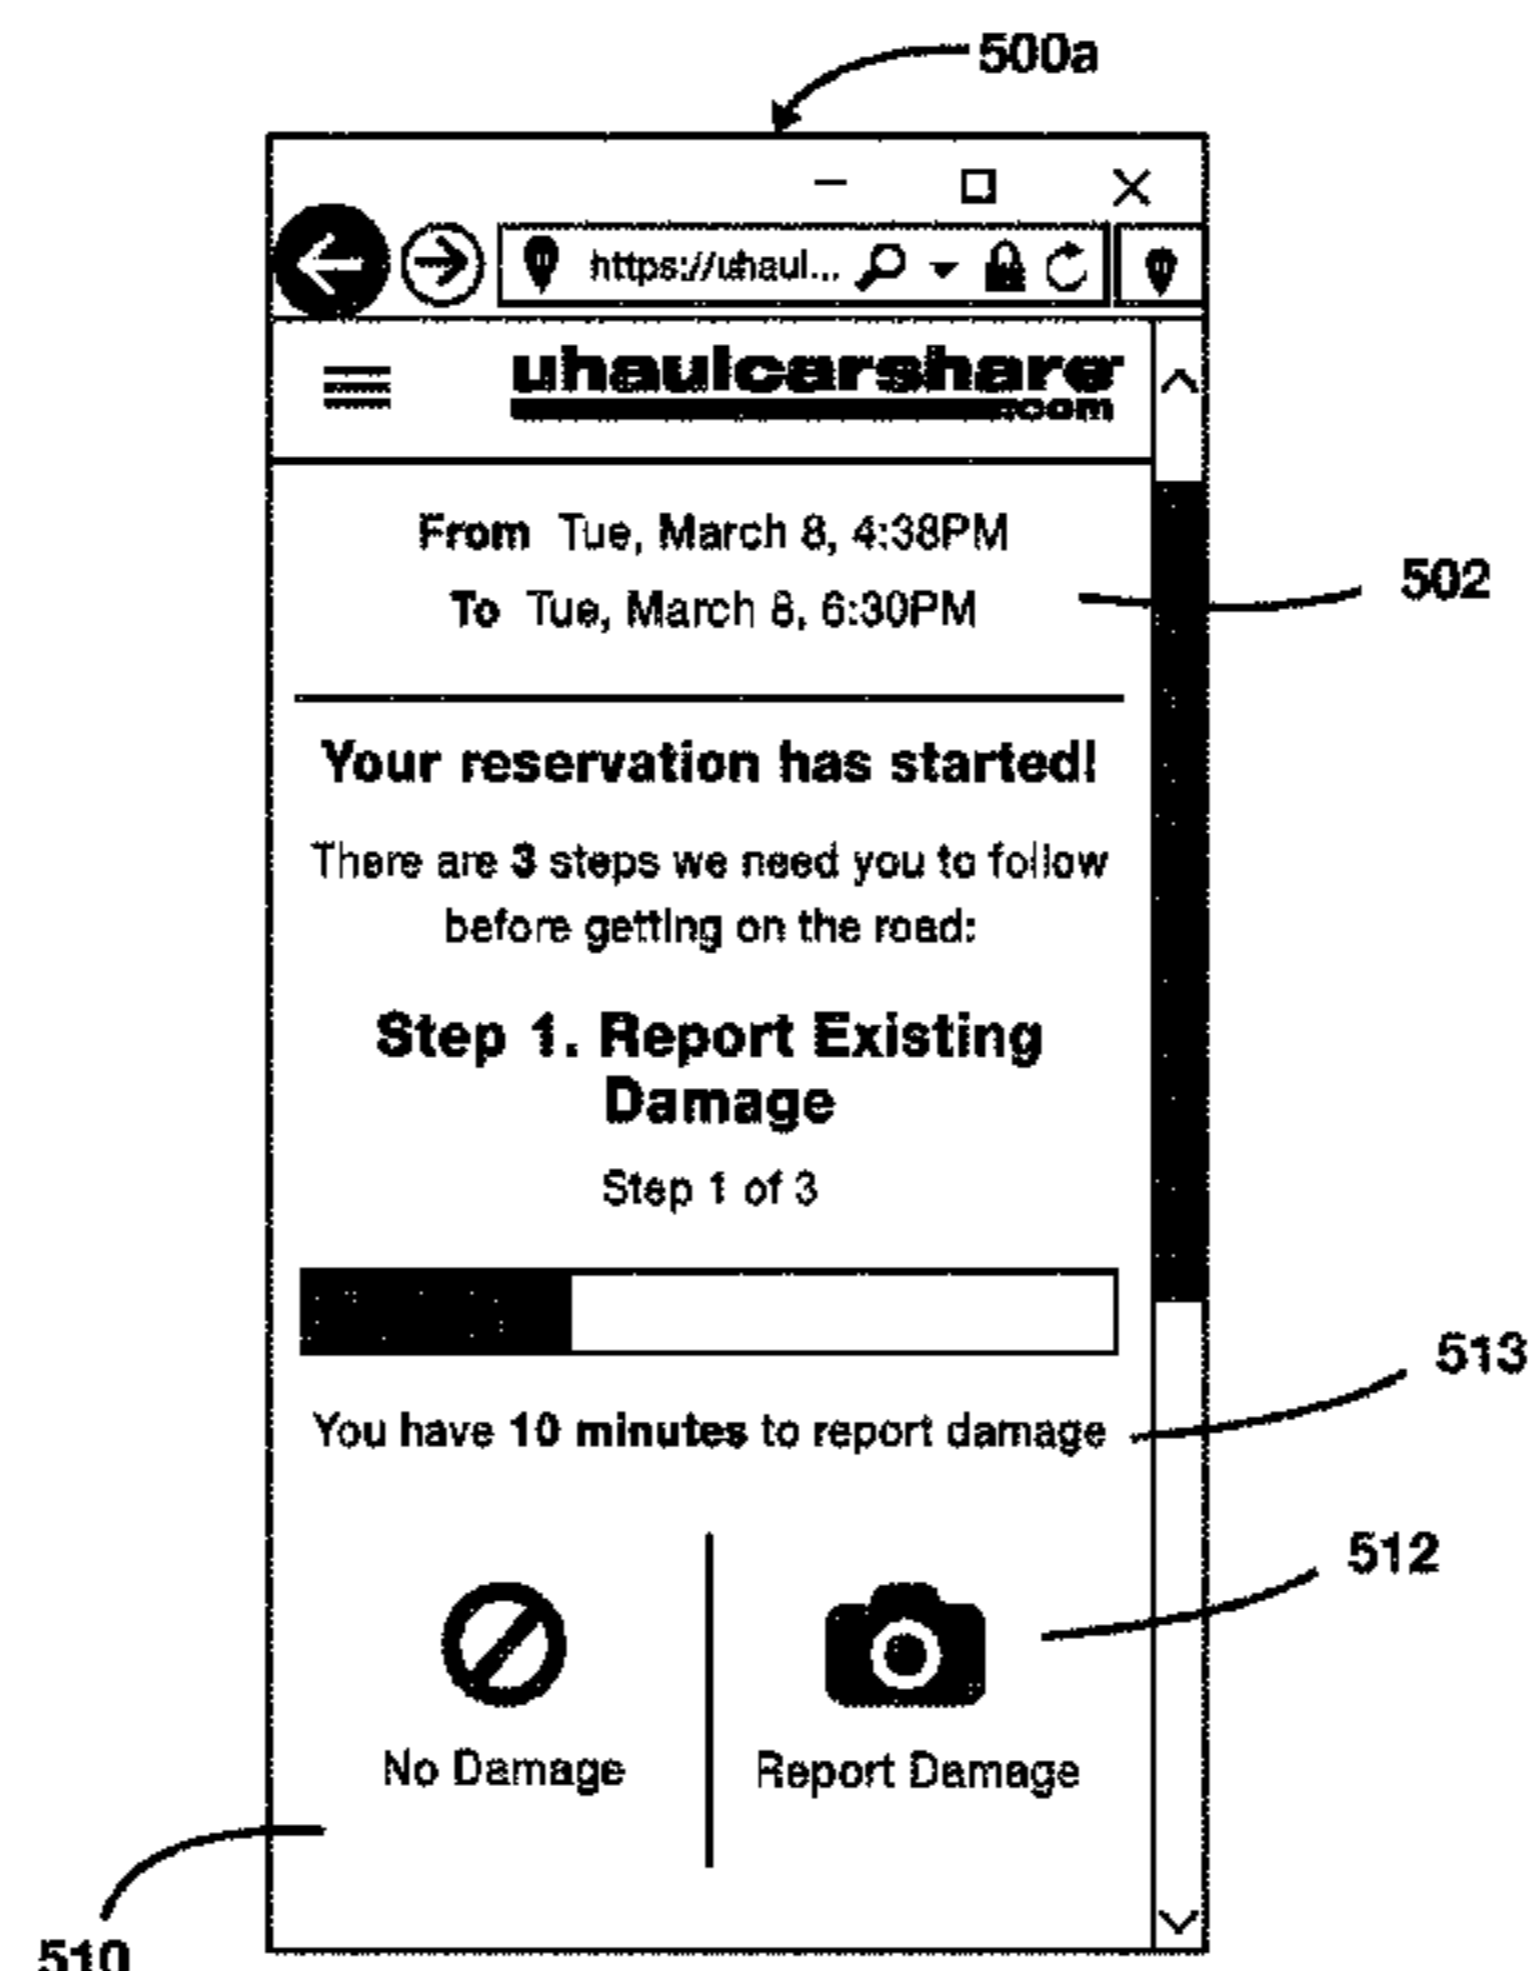 500a
https://uhaul...
uhaulcarshare
.com
From Tue, March 8, 4:38PM
To Tue, March 8, 6:30PM
502
Your reservation has started!
There are 3 steps we need you to follow
before getting on the road:
Step 1. Report Existing
Damage
Step 1 of 3
513
You have 10 minutes to report damage
512
No Damage
Report Damage
510